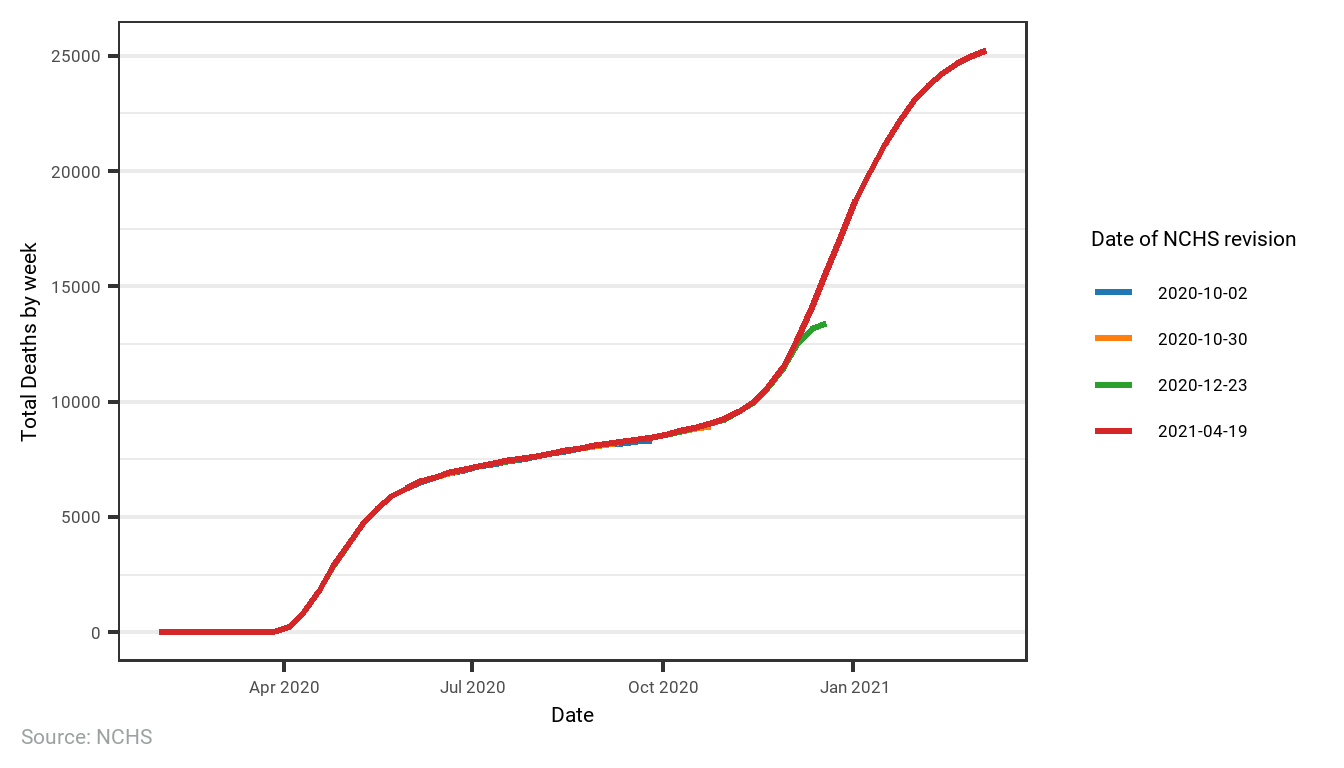 25000
20000
15000
10000
5000
0
Total Deaths by week
Apr 2020
Jul 2020
Oct 2020
Jan 2021
Date
Date of NCHS revision
2020-10-02
2020-10-30
2020-12-23
2021-04-19
Source: NCHS